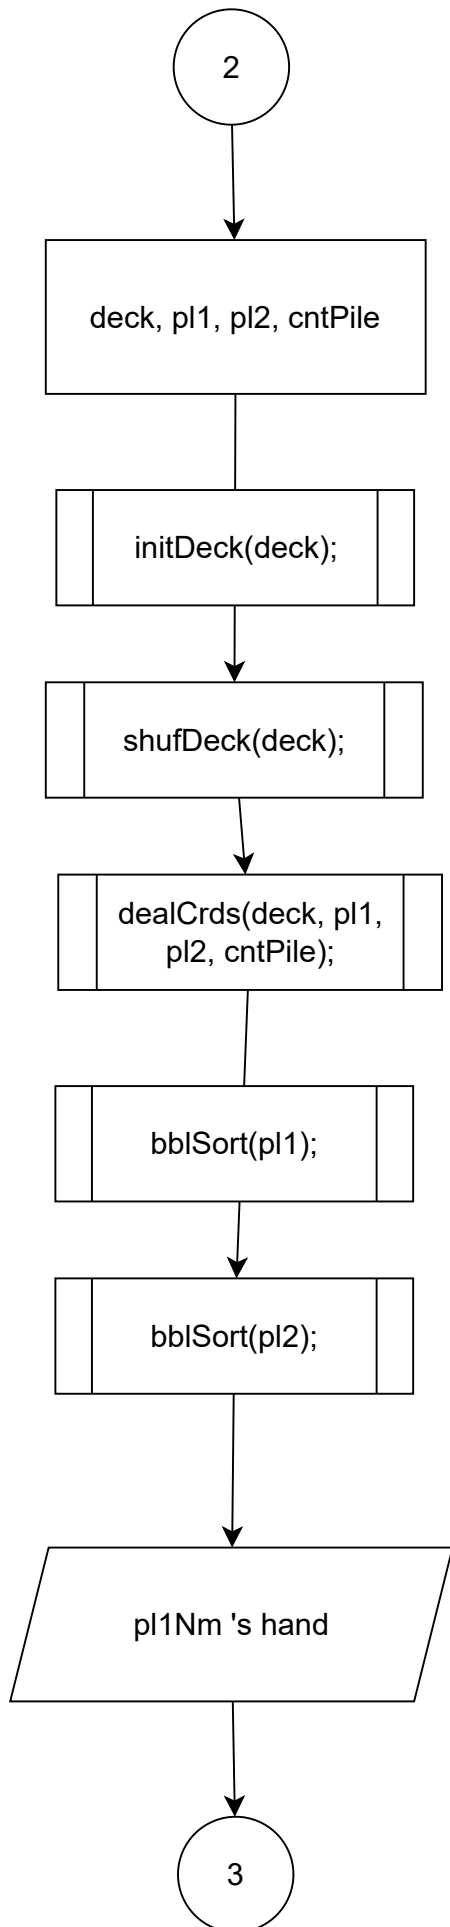 2
deck, pl1, pl2, cntPile
initDeck(deck);
shufDeck(deck);
dealCrds(deck, pl1,
pl2, cntPile);
bblSort(pl1);
bblSort(pl2);
pl1Nm 's hand
3